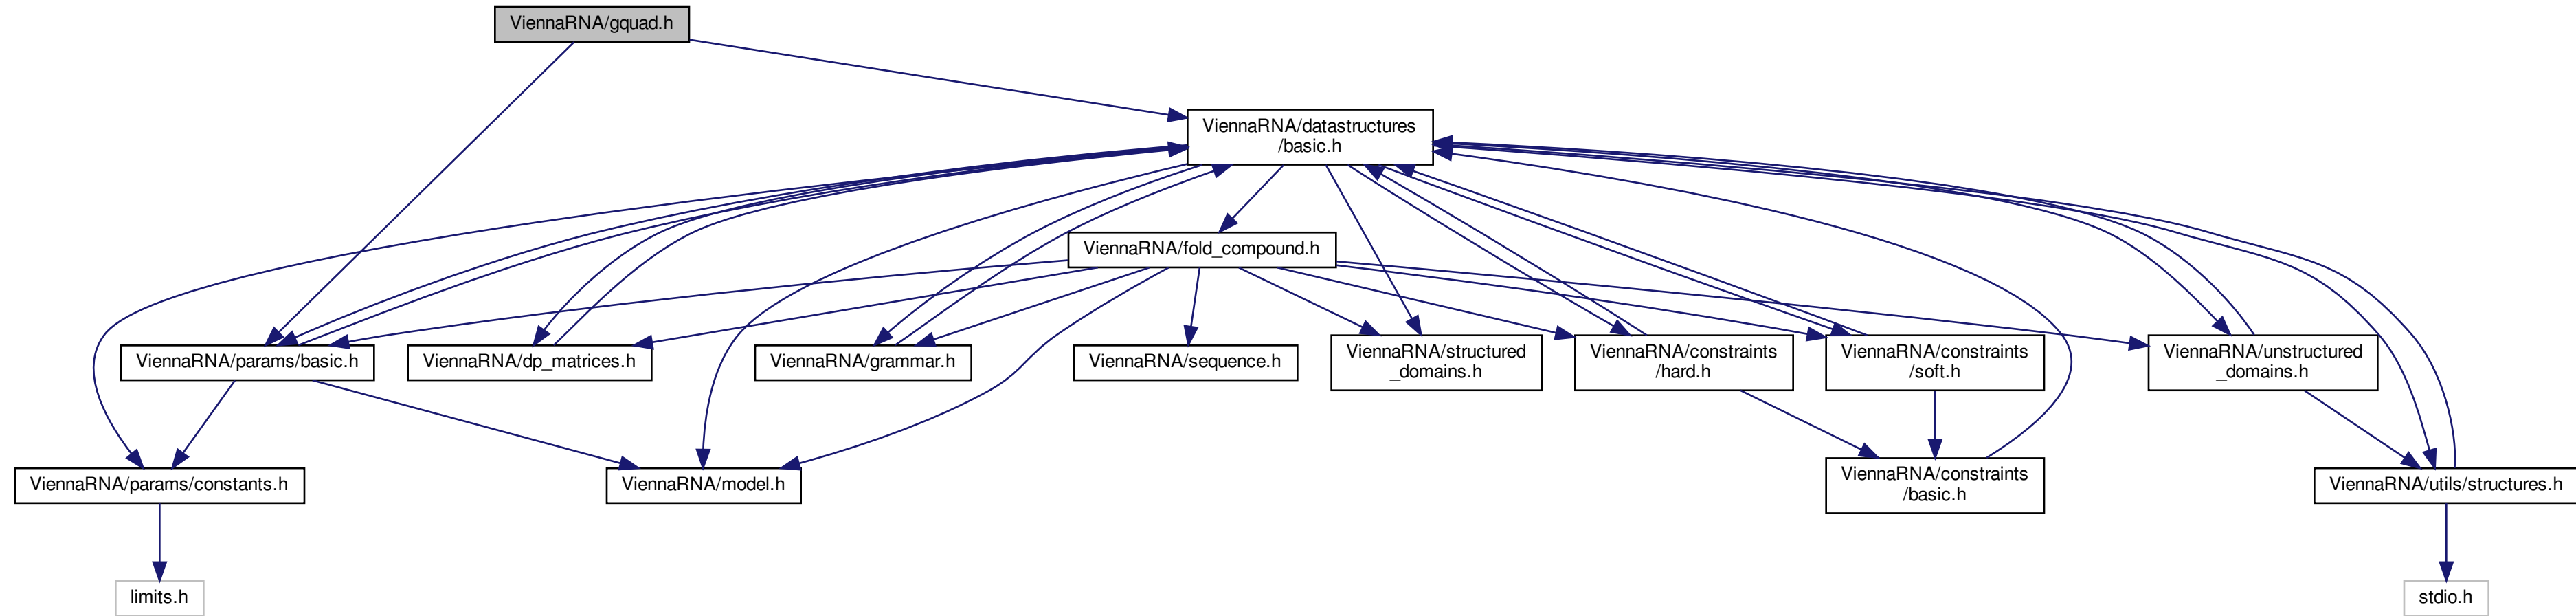 ViennaRNA/gquad.h
ViennaRNA/datastructures
/basic.h
ViennaRNA/fold_compound.h
ViennaRNA/params/basic.h
ViennaRNA/dp_matrices.h
ViennaRNA/grammar.h
ViennaRNA/sequence.h
ViennaRNA/structured
_domains.h
ViennaRNA/constraints
/hard.h
ViennaRNA/constraints
/soft.h
ViennaRNA/unstructured
_domains.h
ViennaRNA/params/constants.h
ViennaRNA/model.h
ViennaRNA/constraints
/basic.h
ViennaRNA/utils/structures.h
limits.h
stdio.h